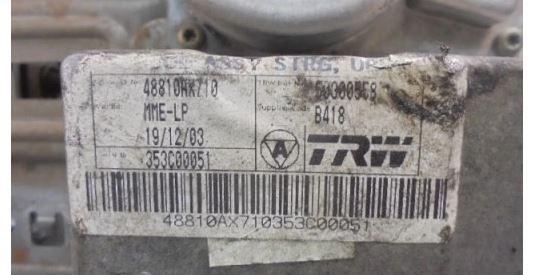 ASSY STRG, UP
48810AX710
MME-LP
B418
19/12/03
353C00051
A TRW
48810AX710353C00051